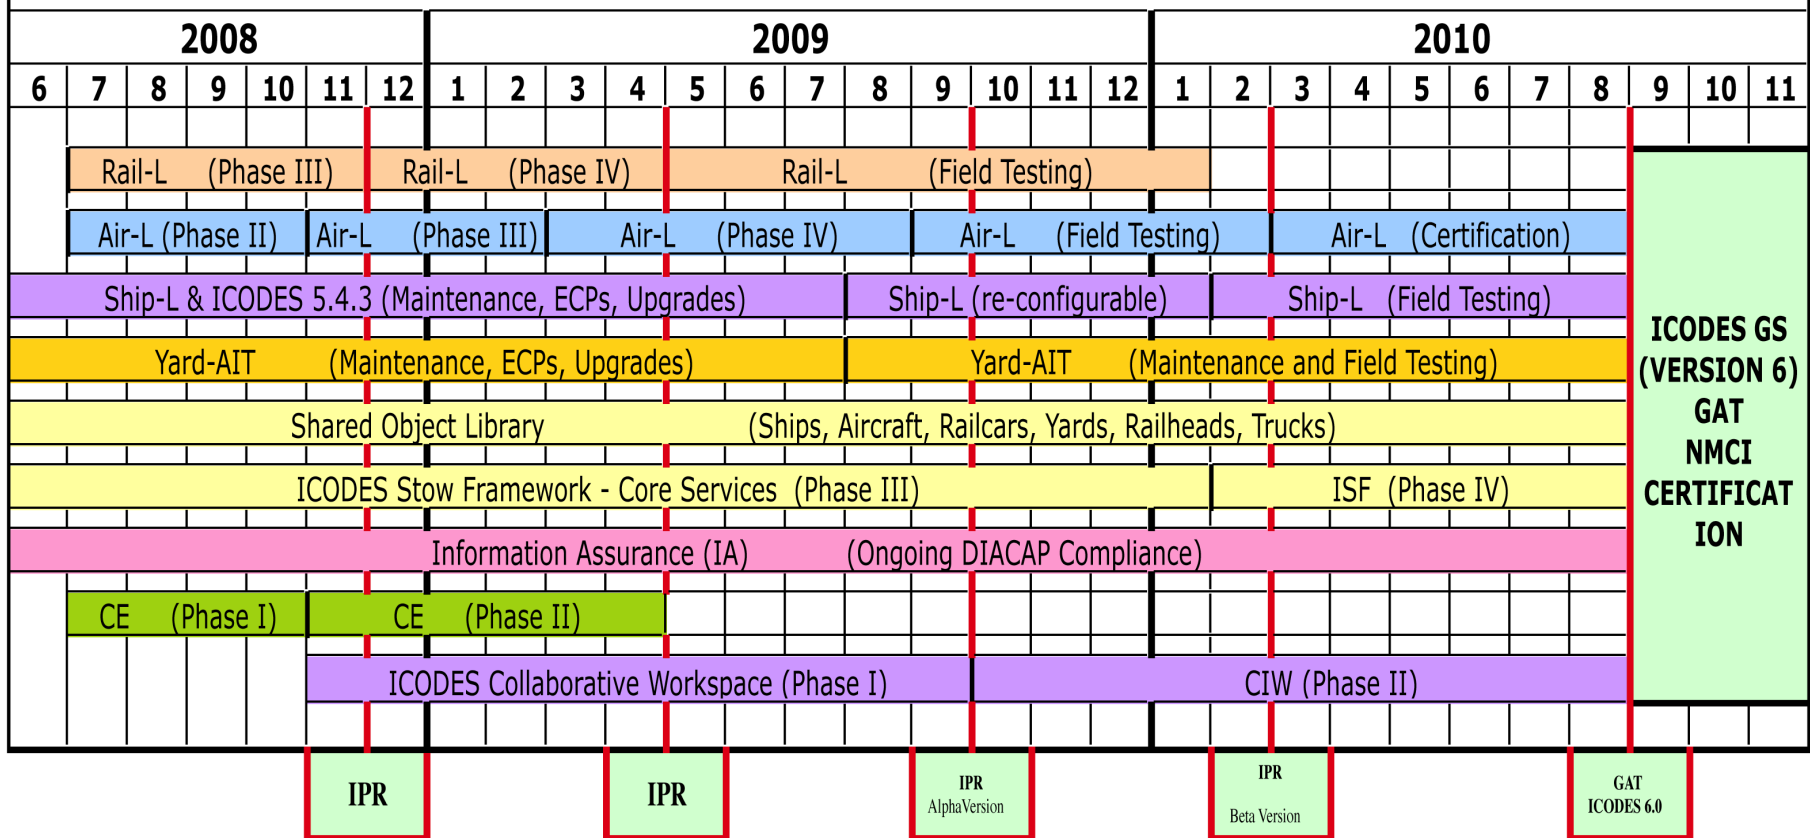 2008 2009 2010
6 7 8 9 10 11 12 1 2 3 4 5 6 7 8 9 10 11 12 1 2 3 4 5 6 7 8 9 10 11
Rail-L (Phase III) Rail-L (Phase IV) Rail-L (Field Testing)
Air-L (Phase II) Air-L (Phase III) Air-L (Phase IV) Air-L (Field Testing) Air-L (Certification)
Ship-L & ICODES 5.4.3 (Maintenance, ECPs, Upgrades) Ship-L (re-configurable) Ship-L (Field Testing)
Yard-AIT (Maintenance, ECPs, Upgrades) Yard-AIT (Maintenance and Field Testing)
Shared Object Library (Ships, Aircraft, Railcars, Yards, Railheads, Trucks)
ICODES Stow Framework - Core Services (Phase III) ISF (Phase IV)
Information Assurance (IA) (Ongoing DIACAP Compliance)
CE (Phase I) CE (Phase II)
ICODES Collaborative Workspace (Phase I) CIW (Phase II)
ICODES GS
(VERSION 6)
GAT
NMCI
CERTIFICAT
ION
IPR
IPR
IPR
AlphaVersion
IPR
Beta Version
GAT
ICODES 6.0